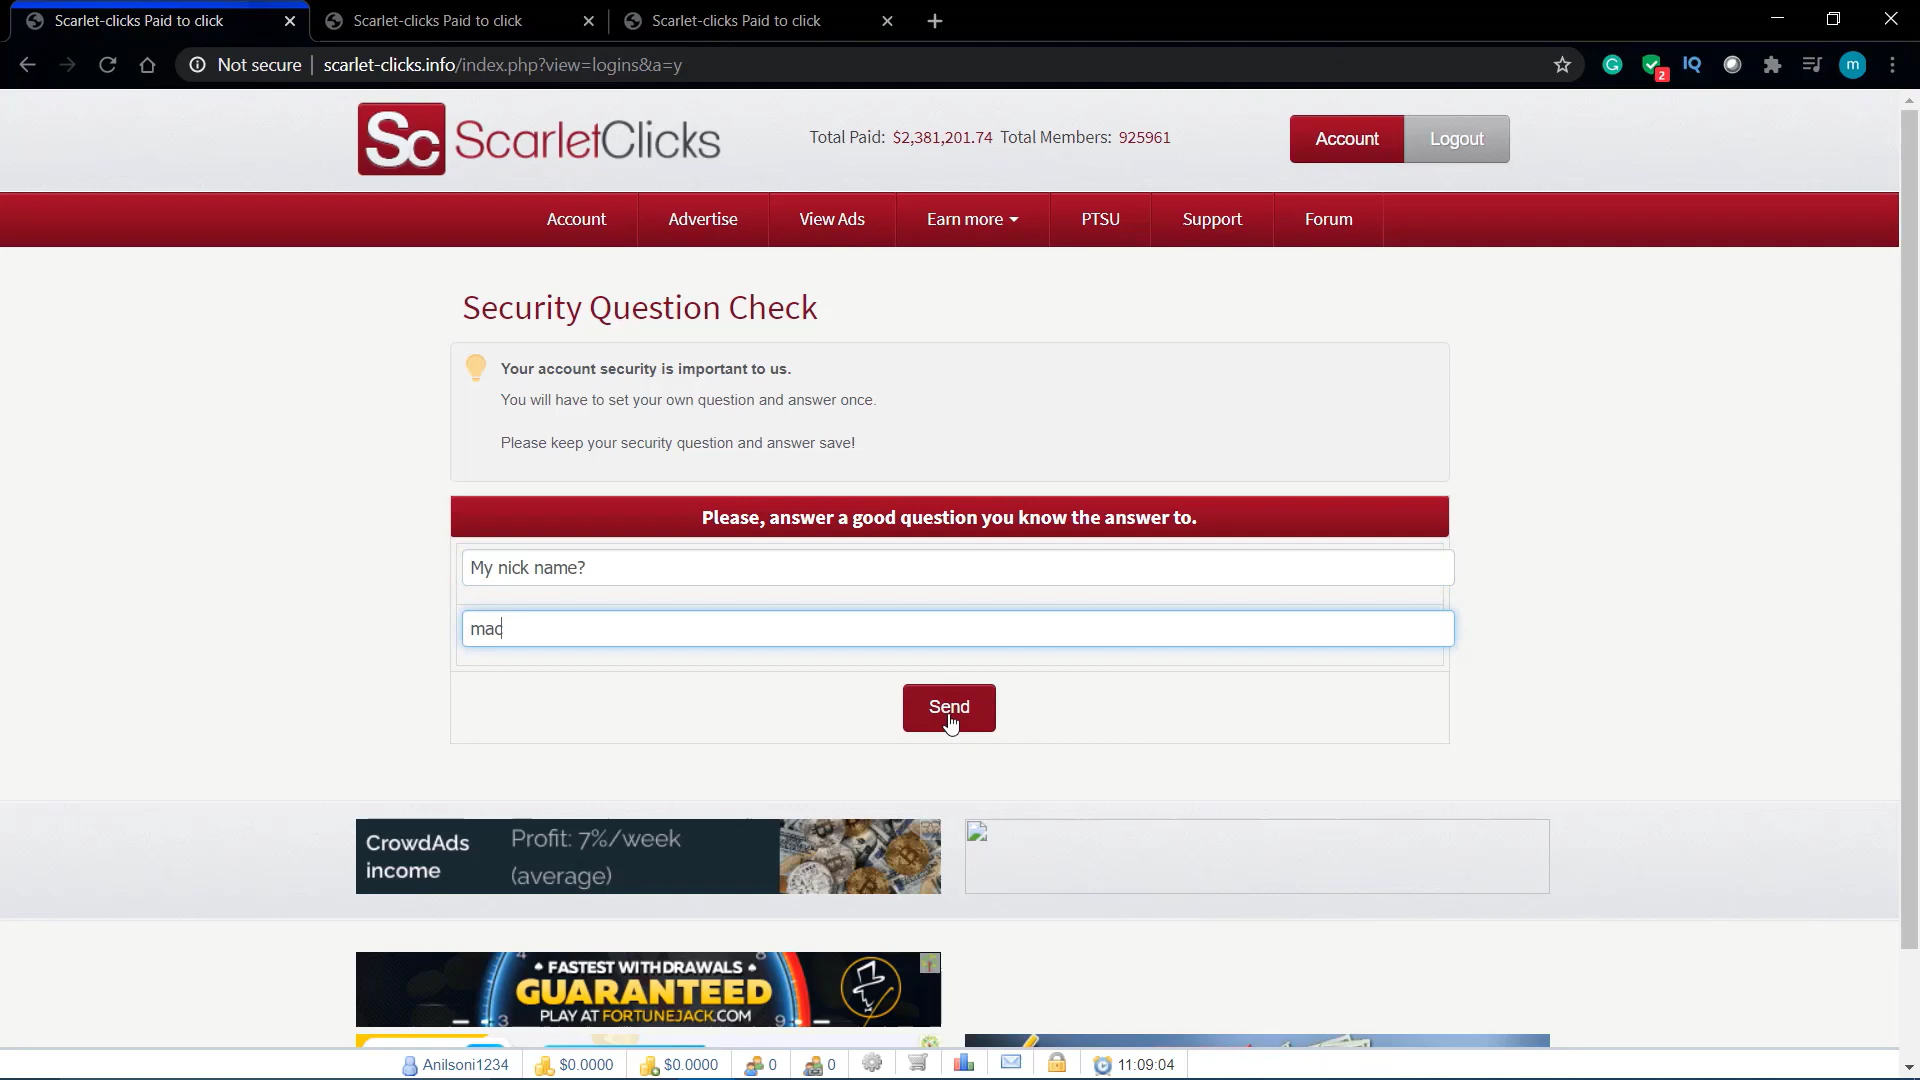 Scarlet-clicks Paid to click
Scarlet-clicks Paid to click
Scarlet-clicks Paid to click
Not secure
scarlet-clicks.info/index.php?view=logins&a=y
2
IQ
m
Sc ScarletClicks
Total Paid: $2,381,201.74 Total Members: 925961
Account
Logout
Account
Advertise
View Ads
Earn more
PTSU
Support
Forum
Security Question Check
Your account security is important to us.
You will have to set your own question and answer once.
Please keep your security question and answer save!
Please, answer a good question you know the answer to.
My nick name?
mac
Send
CrowdAds
income
Profit: 7%/week
(average)
FASTEST WITHDRAWALS
GUARANTEED
PLAY AT FORTUNEJACK.COM
3
9
Anilsoni1234
$0.0000
$0.0000
0
0
11:09:04